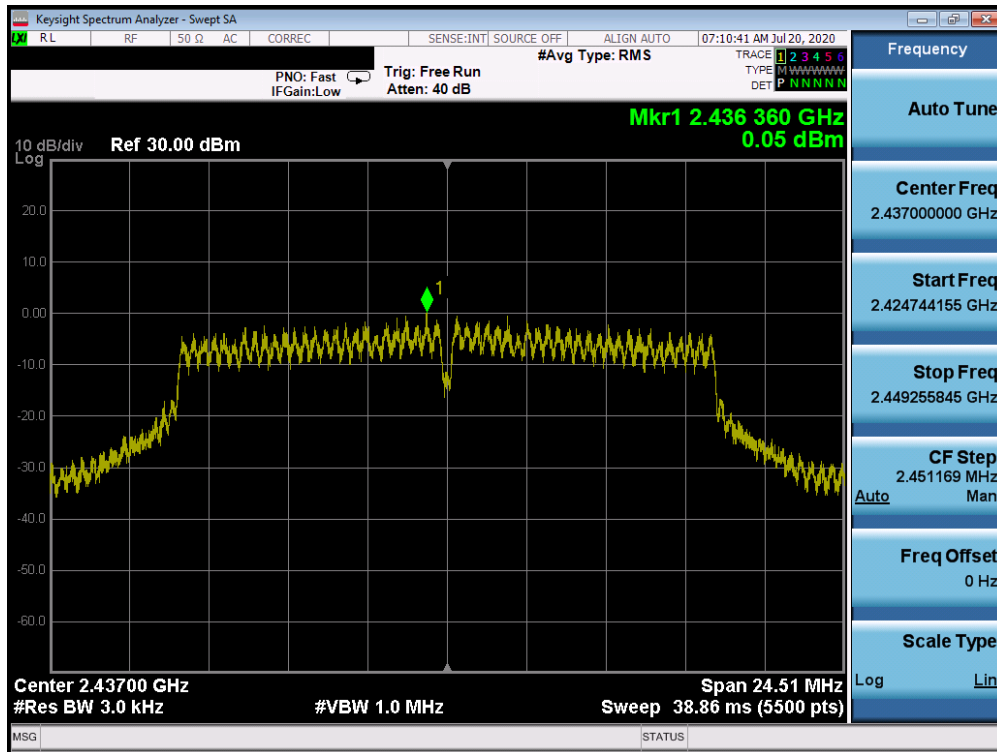 Keysight Spectrum Analyzer - Swept SA
LXI RL RF 50 Ω AC CORREC SENSE:INT SOURCE OFF ALIGN AUTO 07:10:41 AM Jul 20, 2020
PNO: Fast
IFGain:Low
Trig: Free Run
Atten: 40 dB
#Avg Type: RMS
TRACE 1 2 3 4 5 6
TYPE M W W W W W
DET P N N N N N
Mkr1 2.436 360 GHz
0.05 dBm
10 dB/div Ref 30.00 dBm
Log
20.0
10.0
0.00
-10.0
-20.0
-30.0
-40.0
-50.0
-60.0
1
Center 2.43700 GHz Span 24.51 MHz
#Res BW 3.0 kHz #VBW 1.0 MHz Sweep 38.86 ms (5500 pts)
MSG STATUS
Frequency
Auto Tune
Center Freq
2.437000000 GHz
Start Freq
2.424744155 GHz
Stop Freq
2.449255845 GHz
CF Step
2.451169 MHz
Auto Man
Freq Offset
0 Hz
Scale Type
Log Lin